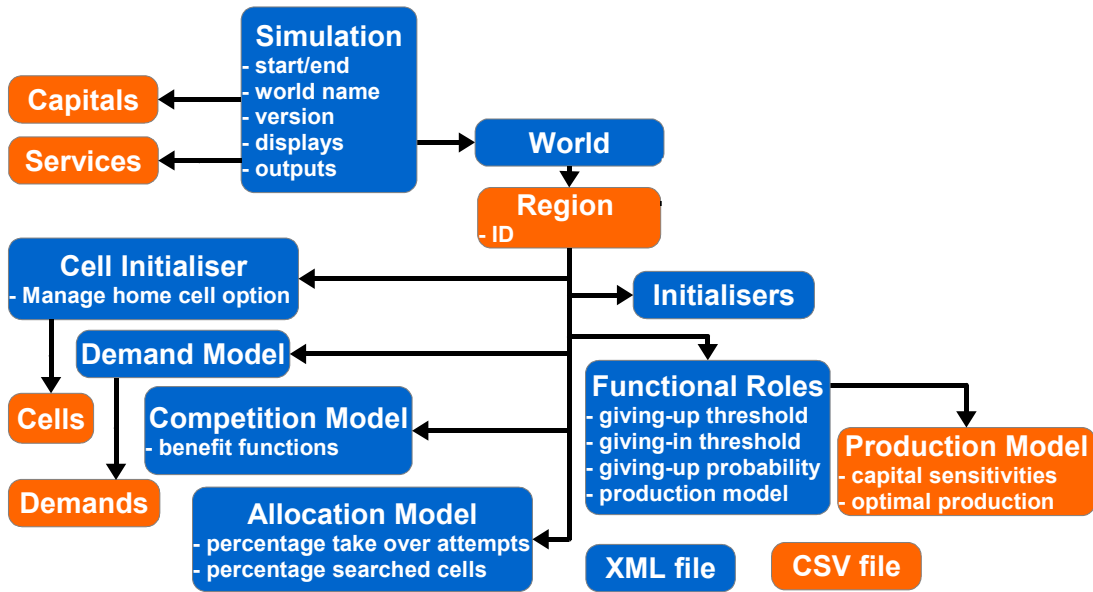 Simulation
- start/end
- world name
- version
- displays
- outputs
Capitals
Services
World
Region
- ID
Cell Initialiser
- Manage home cell option
Initialisers
Demand Model
Cells
Competition Model
- benefit functions
Functional Roles
- giving-up threshold
- giving-in threshold
- giving-up probability
- production model
Production Model
- capital sensitivities
- optimal production
Demands
Allocation Model
- percentage take over attempts
- percentage searched cells
XML file
CSV file